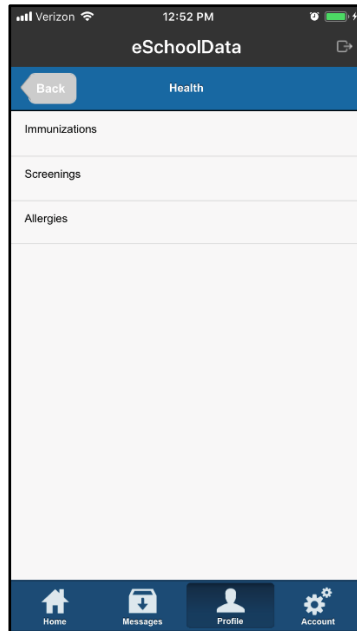 Verizon 12:52 PM
eSchoolData
Back Health
Immunizations
Screenings
Allergies
Home Messages Profile Account